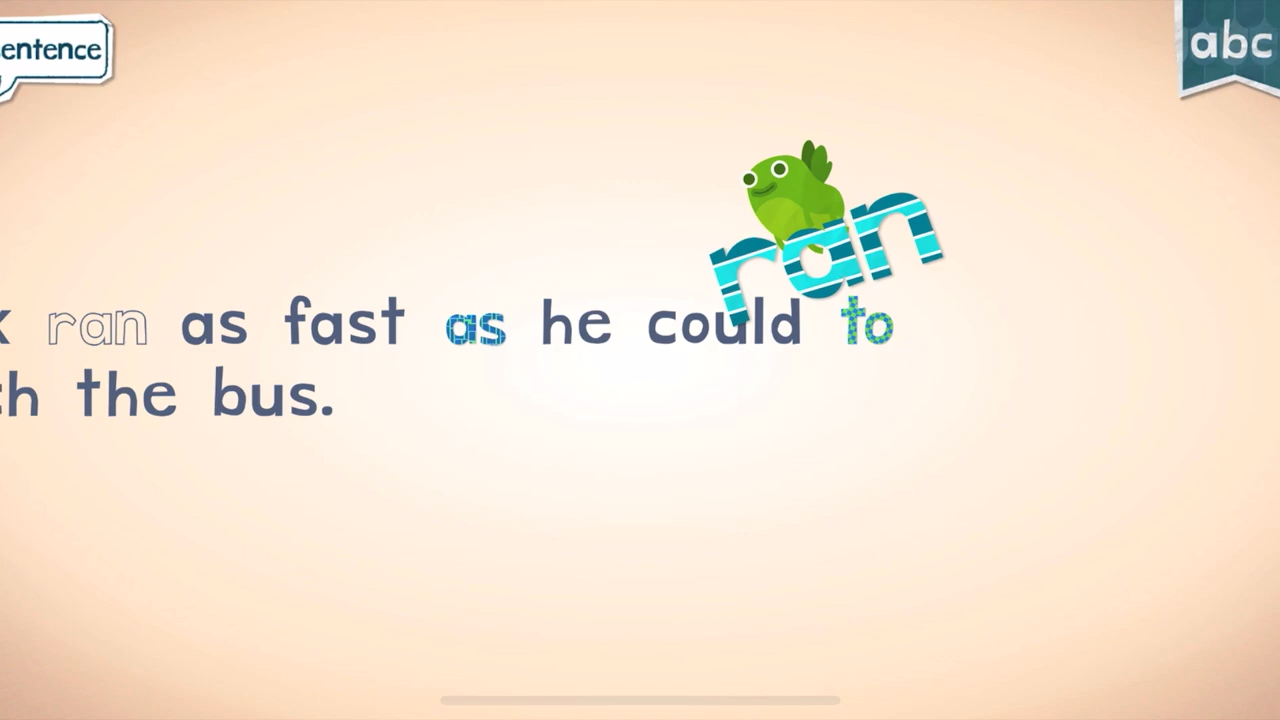 entence
abc
ran
k ran as fast as he could to
h the bus.